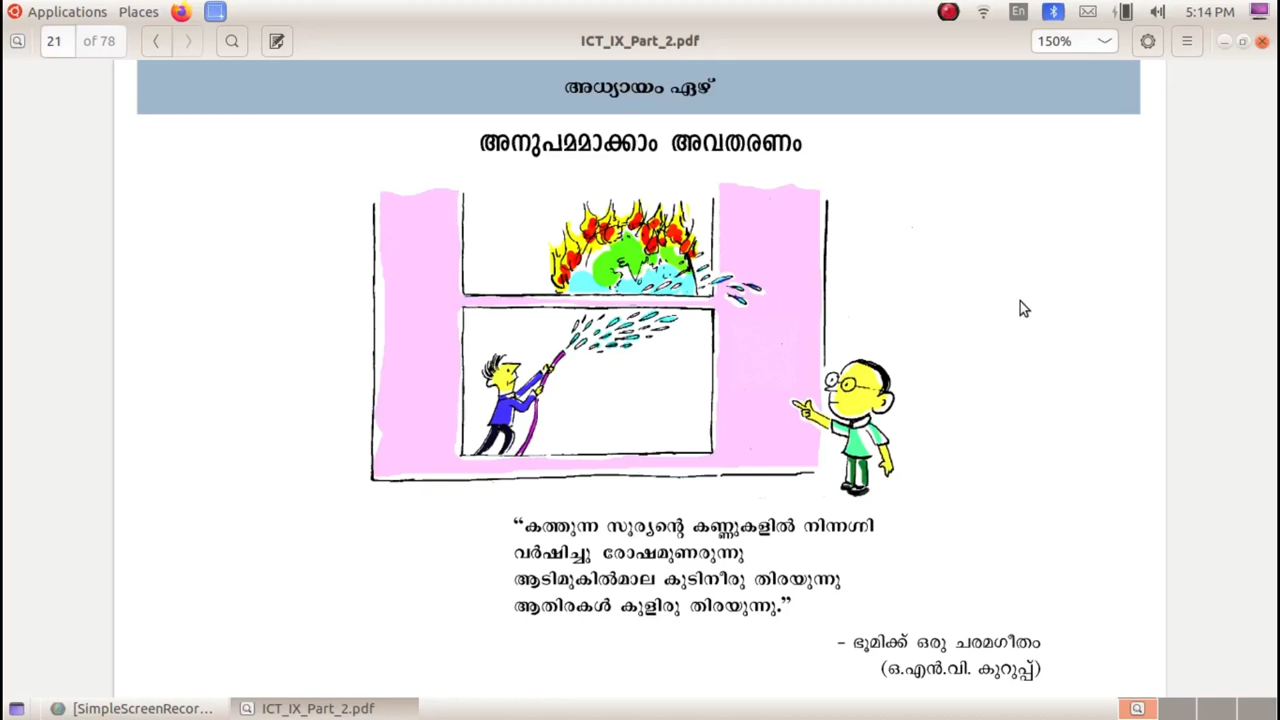 Applications Places En 5:14 PM
21 of 78 ICT_IX_Part_2.pdf 150%
അധ്യായം ഏഴ്
അനുപമമാക്കാം അവതരണം
“കത്തുന്ന സൂര്യന്റെ കണ്ണുകളിൽ നിന്നഗ്നി
വർഷിച്ചു രോഷമുണരുന്നു
ആടിമുകിൽമാല കുടിനീരു തിരയുന്നു
ആതിരകൾ കുളിരു തിരയുന്നു.”
– ഭൂമിക്ക് ഒരു ചരമഗീതം
(ഒ.എൻ.വി. കുറുപ്പ്)
[SimpleScreenRecor... ICT_IX_Part_2.pdf